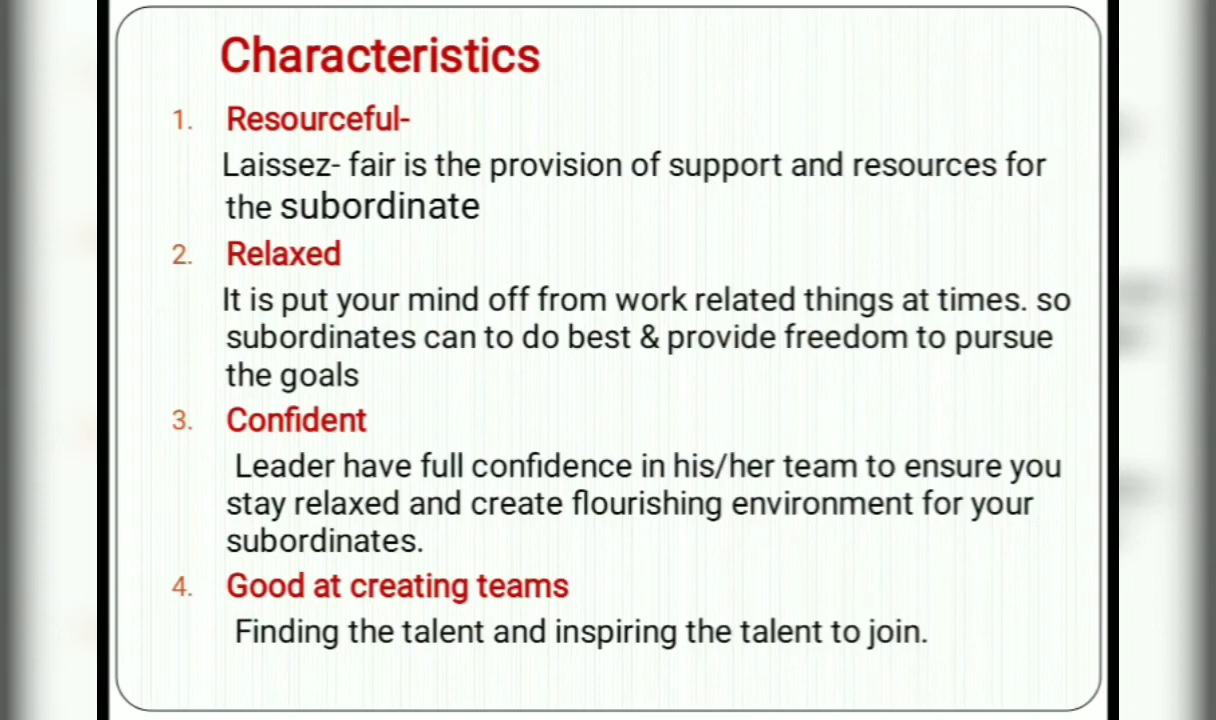 Characteristics
1. Resourceful-
Laissez- fair is the provision of support and resources for
the subordinate
2. Relaxed
It is put your mind off from work related things at times. so
subordinates can to do best & provide freedom to pursue
the goals
3. Confident
Leader have full confidence in his/her team to ensure you
stay relaxed and create flourishing environment for your
subordinates.
4. Good at creating teams
Finding the talent and inspiring the talent to join.